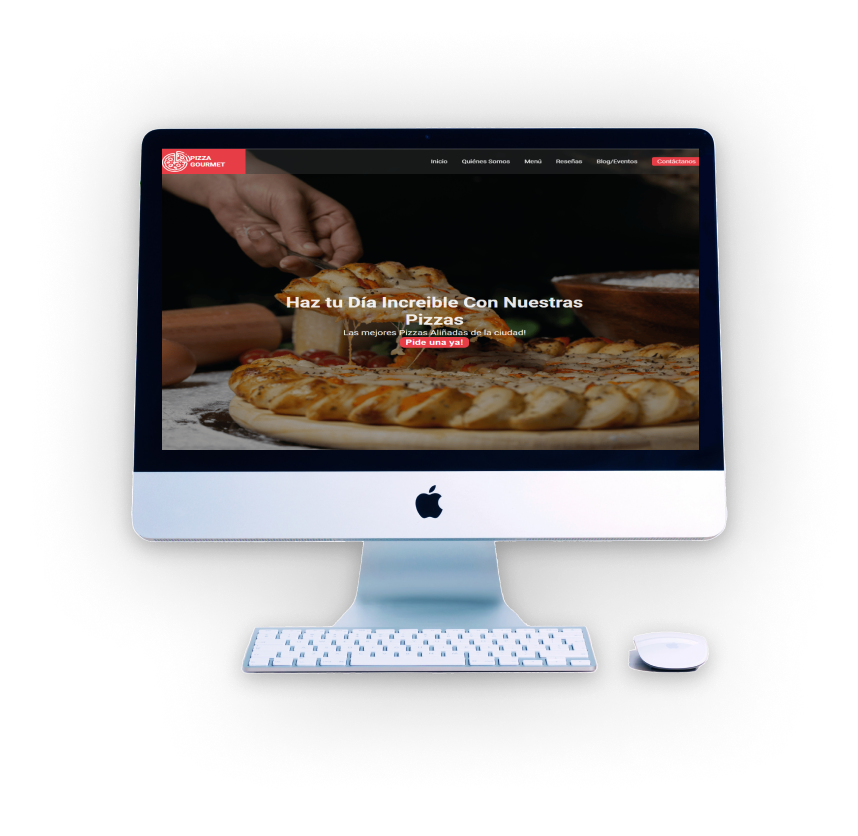 PIZZA
GOURMET
Inicio Quiénes Somos Menú Reseñas Blog/Eventos Contáctanos
Haz tu Día Increible Con Nuestras
Pizzas
Las mejores Pizzas Aliñadas de la ciudad!
Pide una ya!